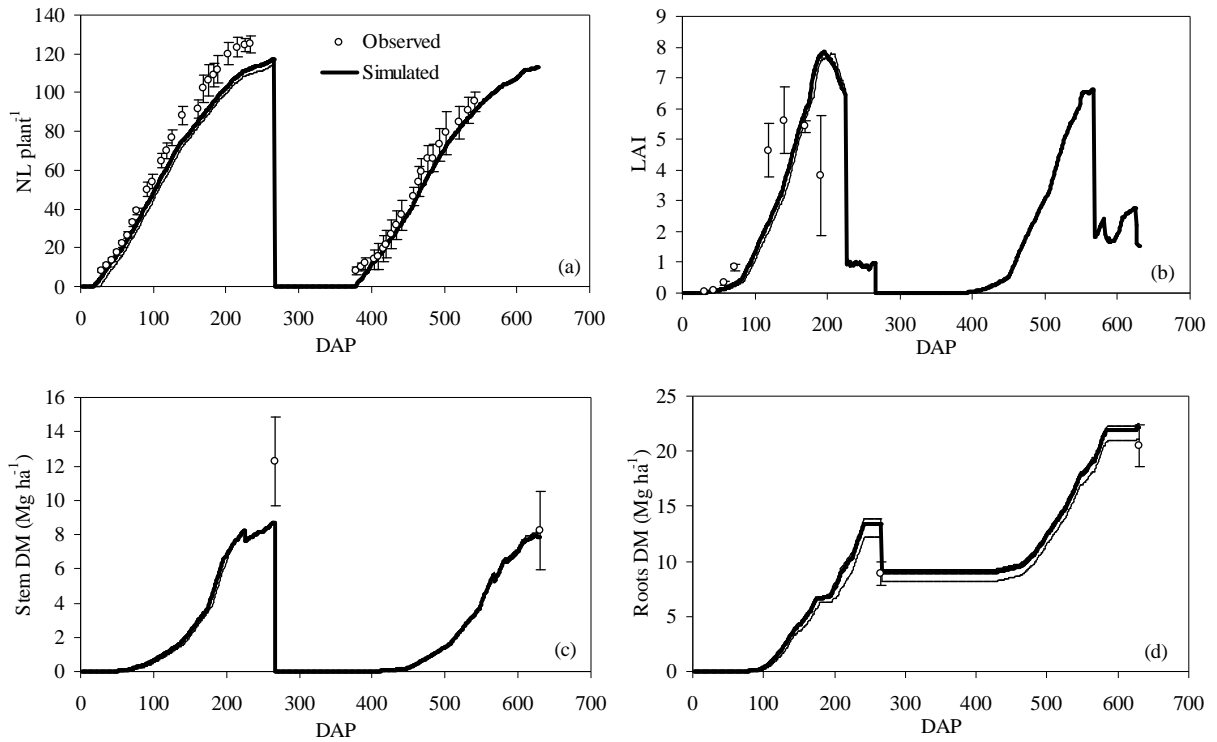 140
120
100
80
60
40
20
0
NL plant-1
Observed
Simulated
(a)
0 100 200 300 400 500 600 700
DAP
9
8
7
6
5
4
3
2
1
0
LAI
(b)
0 100 200 300 400 500 600 700
DAP
16
14
12
10
8
6
4
2
0
Stem DM (Mg ha-1)
(c)
0 100 200 300 400 500 600 700
DAP
25
20
15
10
5
0
Roots DM (Mg ha-1)
(d)
0 100 200 300 400 500 600 700
DAP